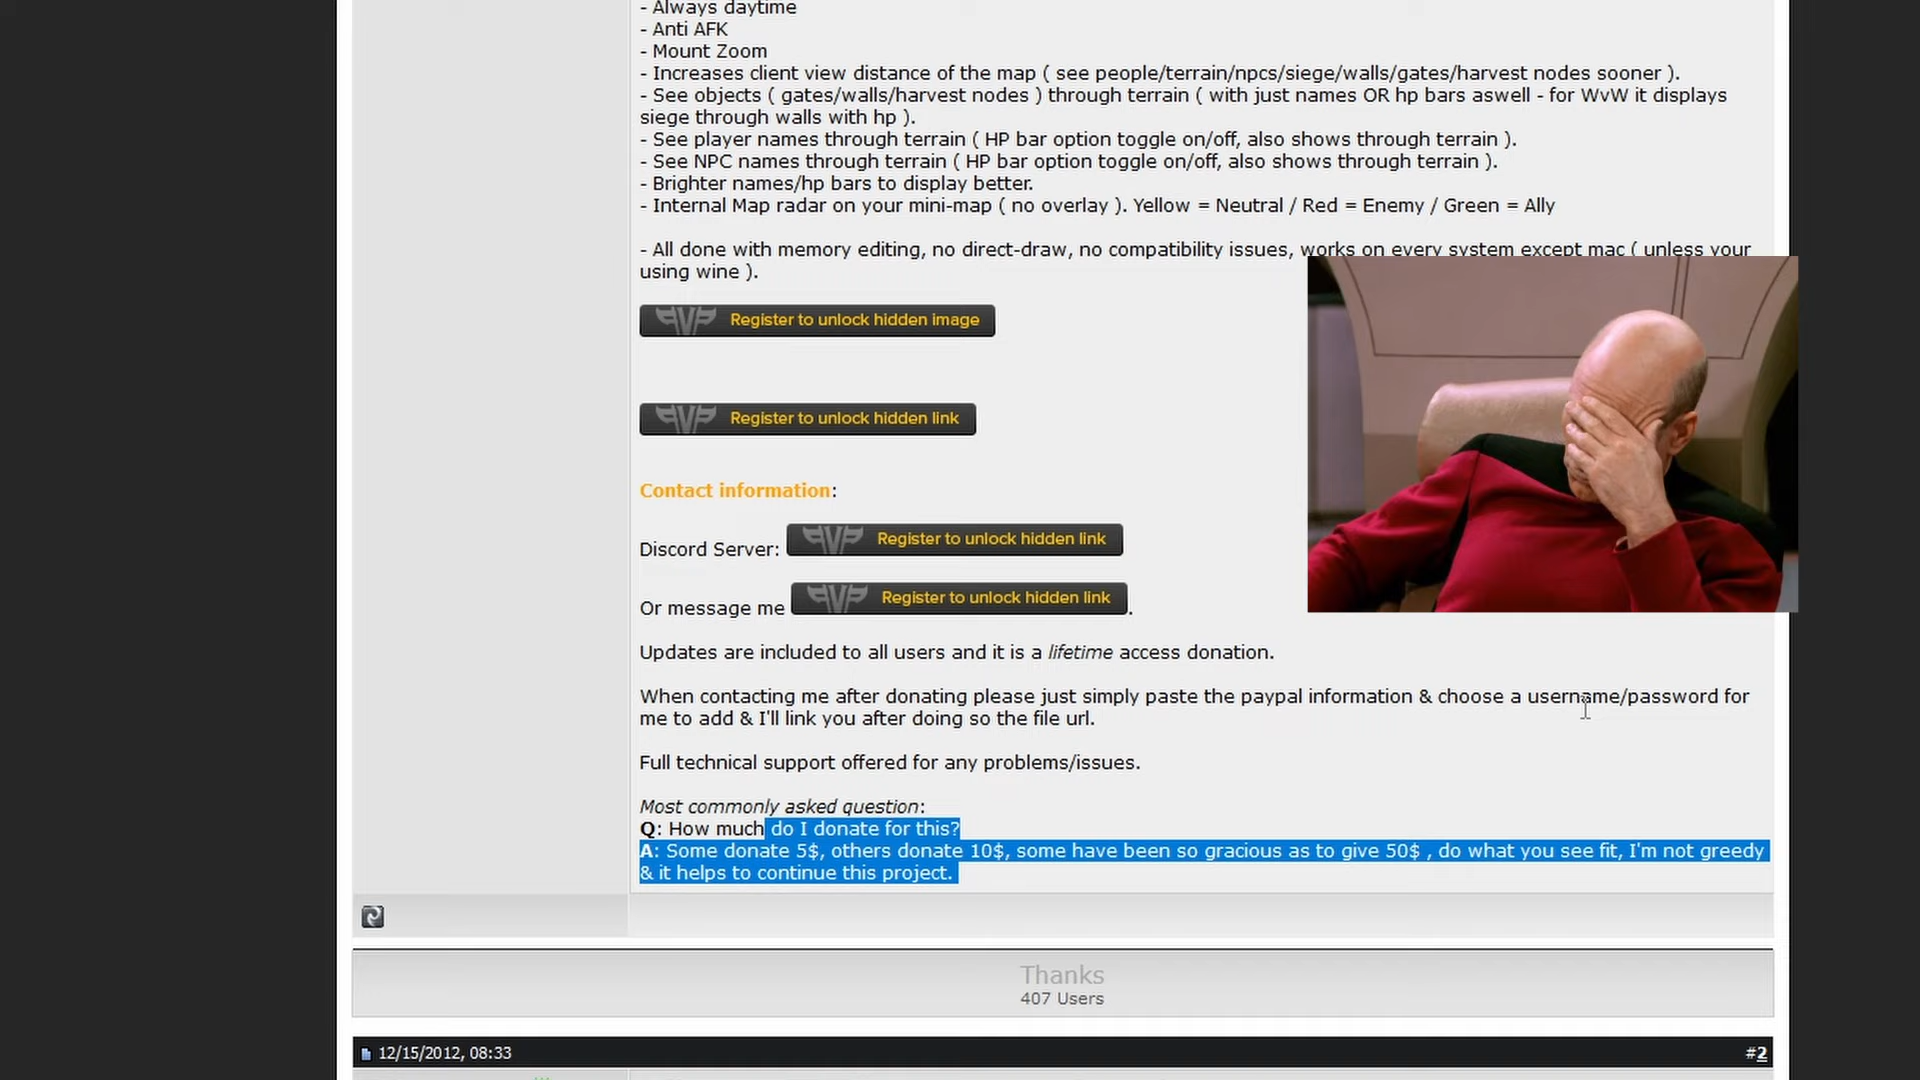 - Always daytime
- Anti AFK
- Mount Zoom
- Increases client view distance of the map ( see people/terrain/npcs/siege/walls/gates/harvest nodes sooner ).
- See objects ( gates/walls/harvest nodes ) through terrain ( with just names OR hp bars aswell - for WvW it displays
siege through walls with hp ).
- See player names through terrain ( HP bar option toggle on/off, also shows through terrain ).
- See NPC names through terrain ( HP bar option toggle on/off, also shows through terrain ).
- Brighter names/hp bars to display better.
- Internal Map radar on your mini-map ( no overlay ). Yellow = Neutral / Red = Enemy / Green = Ally
- All done with memory editing, no direct-draw, no compatibility issues, works on every system except mac ( unless your
using wine ).
PVP Register to unlock hidden image
PVP Register to unlock hidden link
Contact information:
Discord Server: PVP Register to unlock hidden link
Or message me PVP Register to unlock hidden link.
Updates are included to all users and it is a lifetime access donation.
When contacting me after donating please just simply paste the paypal information & choose a username/password for
me to add & I'll link you after doing so the file url.
Full technical support offered for any problems/issues.
Most commonly asked question:
Q: How much do I donate for this?
A: Some donate 5$, others donate 10$, some have been so gracious as to give 50$ , do what you see fit, I'm not greedy
& it helps to continue this project.
Thanks
407 Users
12/15/2012, 08:33 #2